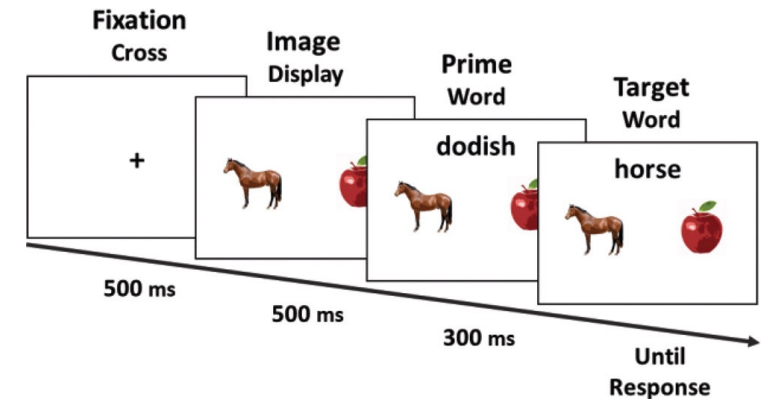 Fixation
Cross
Image
Display
Prime
Word
Target
Word
+
dodish
horse
500 ms
500 ms
300 ms
Until
Response